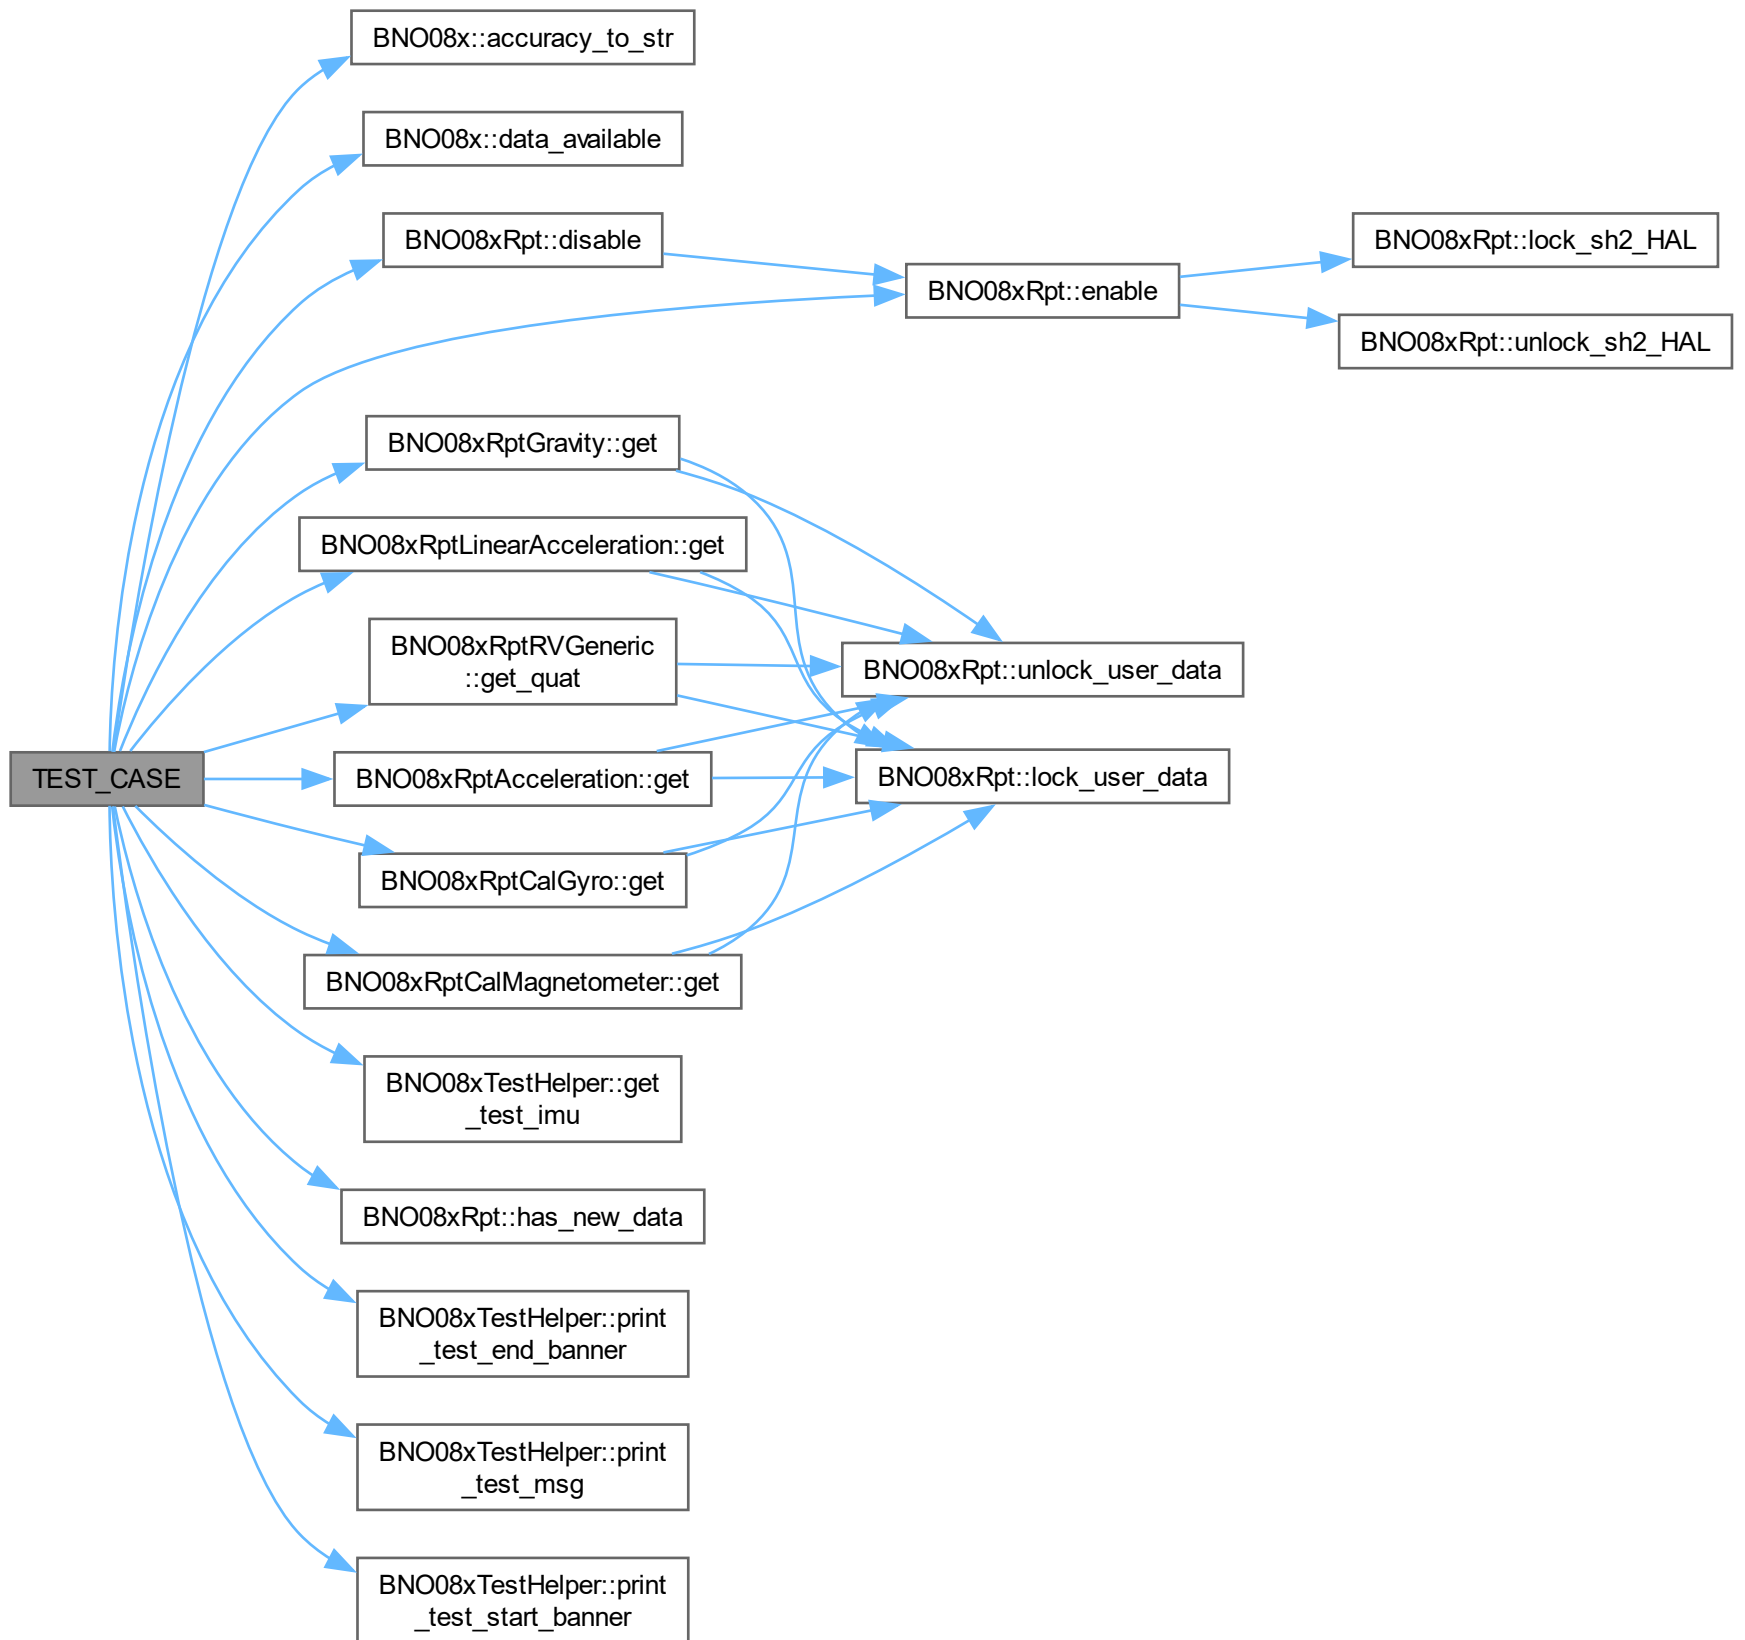 BNO08x::accuracy_to_str
BNO08x::data_available
BNO08xRpt::disable
BNO08xRpt::enable
BNO08xRpt::lock_sh2_HAL
BNO08xRpt::unlock_sh2_HAL
BNO08xRptGravity::get
BNO08xRptLinearAcceleration::get
BNO08xRptRVGeneric
::get_quat
BNO08xRpt::unlock_user_data
TEST_CASE
BNO08xRptAcceleration::get
BNO08xRpt::lock_user_data
BNO08xRptCalGyro::get
BNO08xRptCalMagnetometer::get
BNO08xTestHelper::get
_test_imu
BNO08xRpt::has_new_data
BNO08xTestHelper::print
_test_end_banner
BNO08xTestHelper::print
_test_msg
BNO08xTestHelper::print
_test_start_banner